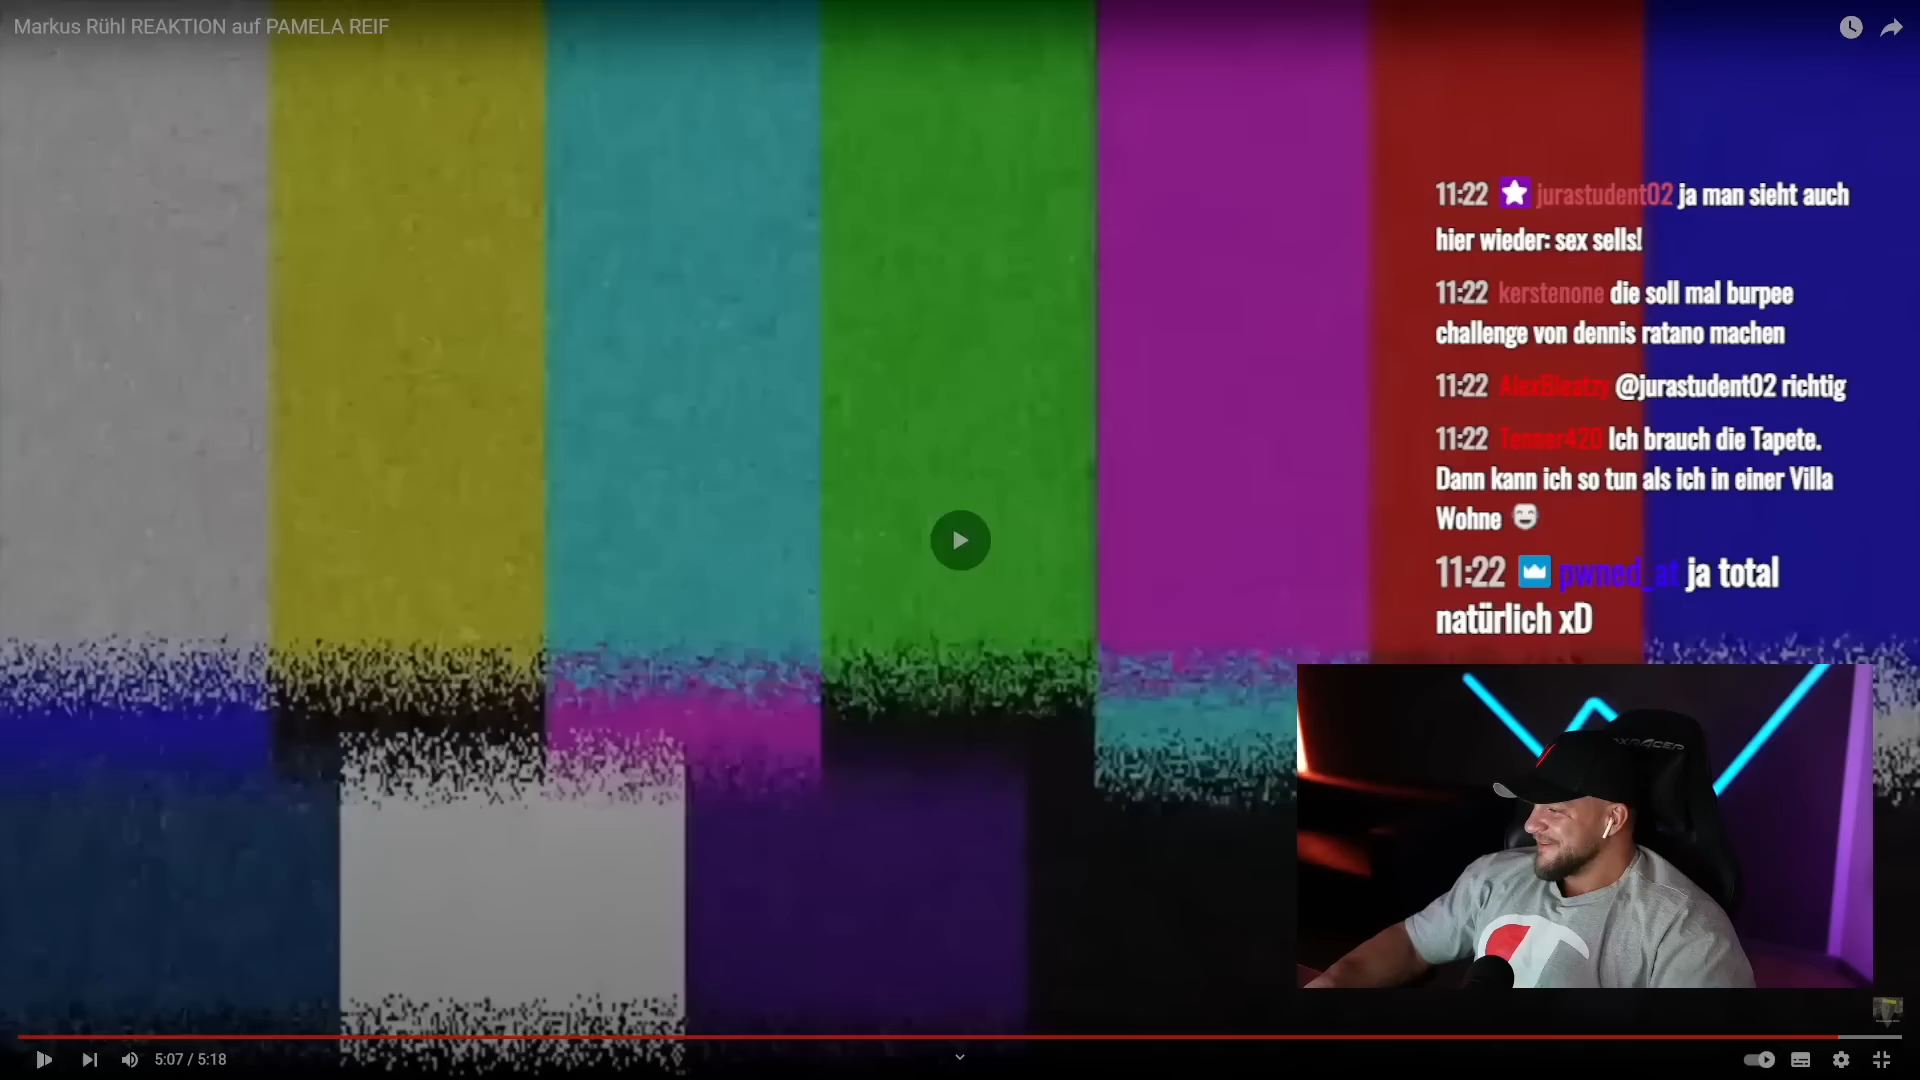 Markus Rühl REAKTION auf PAMELA REIF
11:22 jurastudent02 ja man sieht auch
hier wieder: sex sells!
11:22 kerstenone die soll mal burpee
challenge von dennis ratano machen
11:22 AlexBleatzy @jurastudent02 richtig
11:22 Tenner420 Ich brauch die Tapete.
Dann kann ich so tun als ich in einer Villa
Wohne
11:22 pwned_at ja total
natürlich xD
5:07 / 5:18